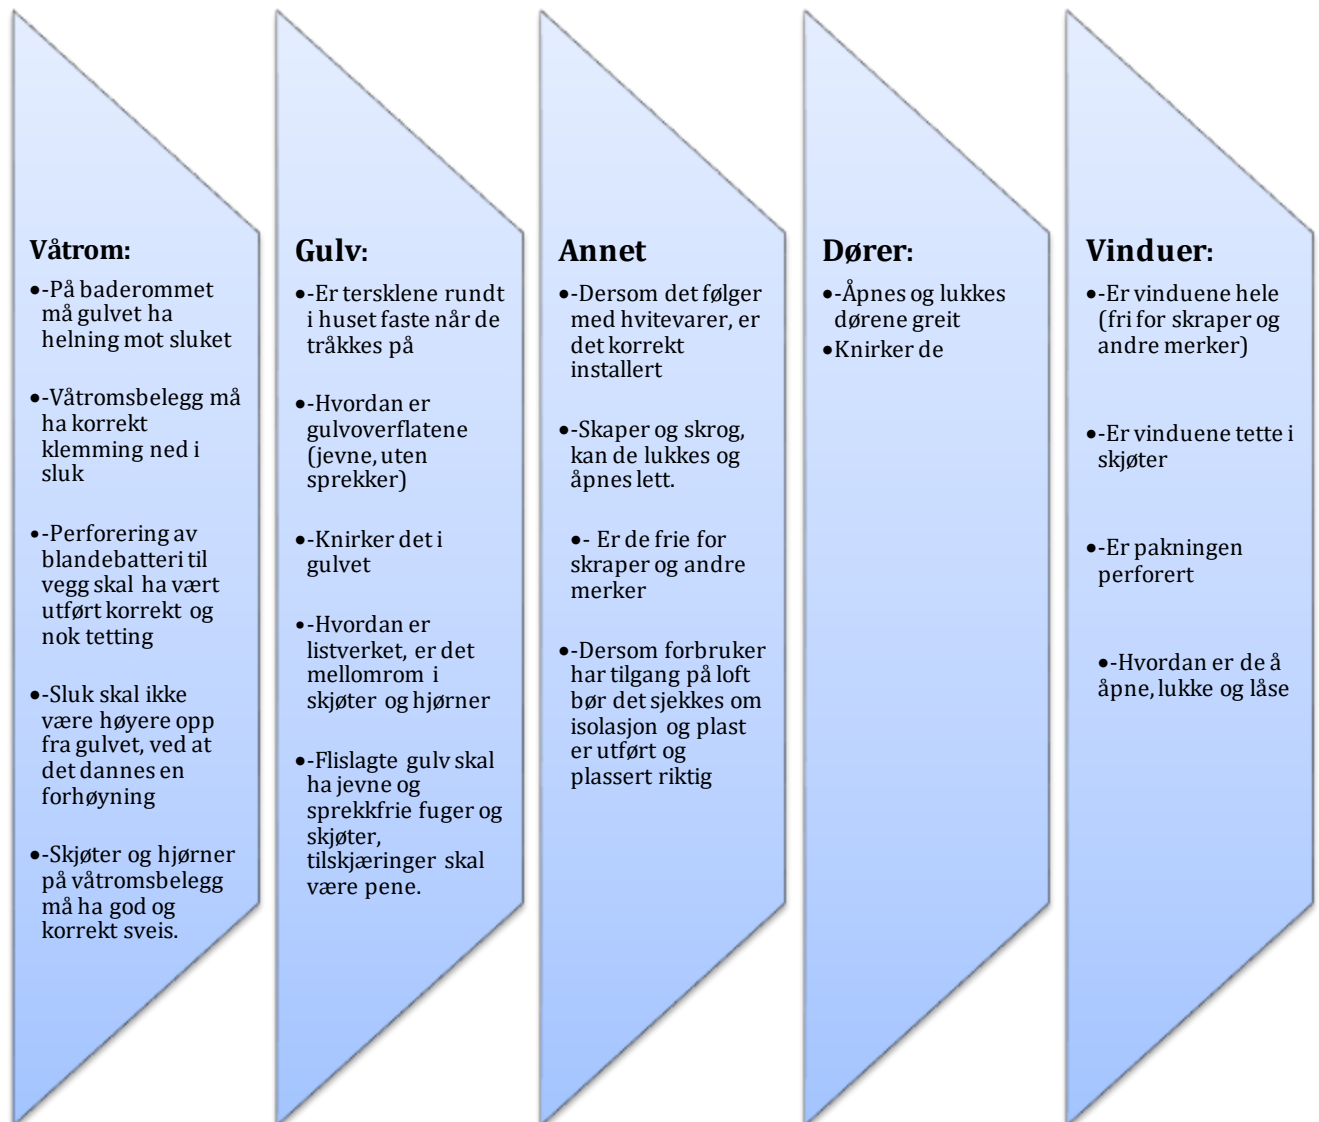 Våtrom:
•-På baderommet
må gulvet ha
helning mot sluket
•-Våtromsbelegg må
ha korrekt
klemming ned i
sluk
•-Perforering av
blandebatteri til
vegg skal ha vært
utført korrekt og
nok tetting
•-Sluk skal ikke
være høyere opp
fra gulvet, ved at
det dannes en
forhøyning
•-Skjøter og hjørner
på våtromsbelegg
må ha god og
korrekt sveis.
Gulv:
•-Er tersklene rundt
i huset faste når de
tråkkes på
•-Hvordan er
gulvoverflatene
(jevne, uten
sprekker)
•-Knirker det i
gulvet
•-Hvordan er
listverket, er det
mellomrom i
skjøter og hjørner
•-Flislagte gulv skal
ha jevne og
sprekkfrie fuger og
skjøter,
tilskjæringer skal
være pene.
Annet
•-Dersom det følger
med hvitevarer, er
det korrekt
installert
•-Skaper og skrog,
kan de lukkes og
åpnes lett.
•- Er de frie for
skraper og andre
merker
•-Dersom forbruker
har tilgang på loft
bør det sjekkes om
isolasjon og plast
er utført og
plassert riktig
Dører:
•-Åpnes og lukkes
dørene greit
•Knirker de
Vinduer:
•-Er vinduene hele
(fri for skraper og
andre merker)
•-Er vinduene tette i
skjøter
•-Er pakningen
perforert
•-Hvordan er de å
åpne, lukke og låse